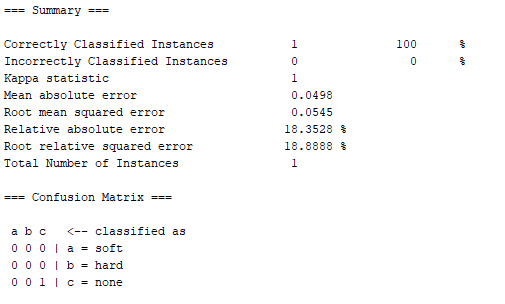 === Summary ===
Correctly Classified Instances 1 100 %
Incorrectly Classified Instances 0 0 %
Kappa statistic 1
Mean absolute error 0.0498
Root mean squared error 0.0545
Relative absolute error 18.3528 %
Root relative squared error 18.8888 %
Total Number of Instances 1
=== Confusion Matrix ===
a b c <-- classified as
0 0 0 | a = soft
0 0 0 | b = hard
0 0 1 | c = none